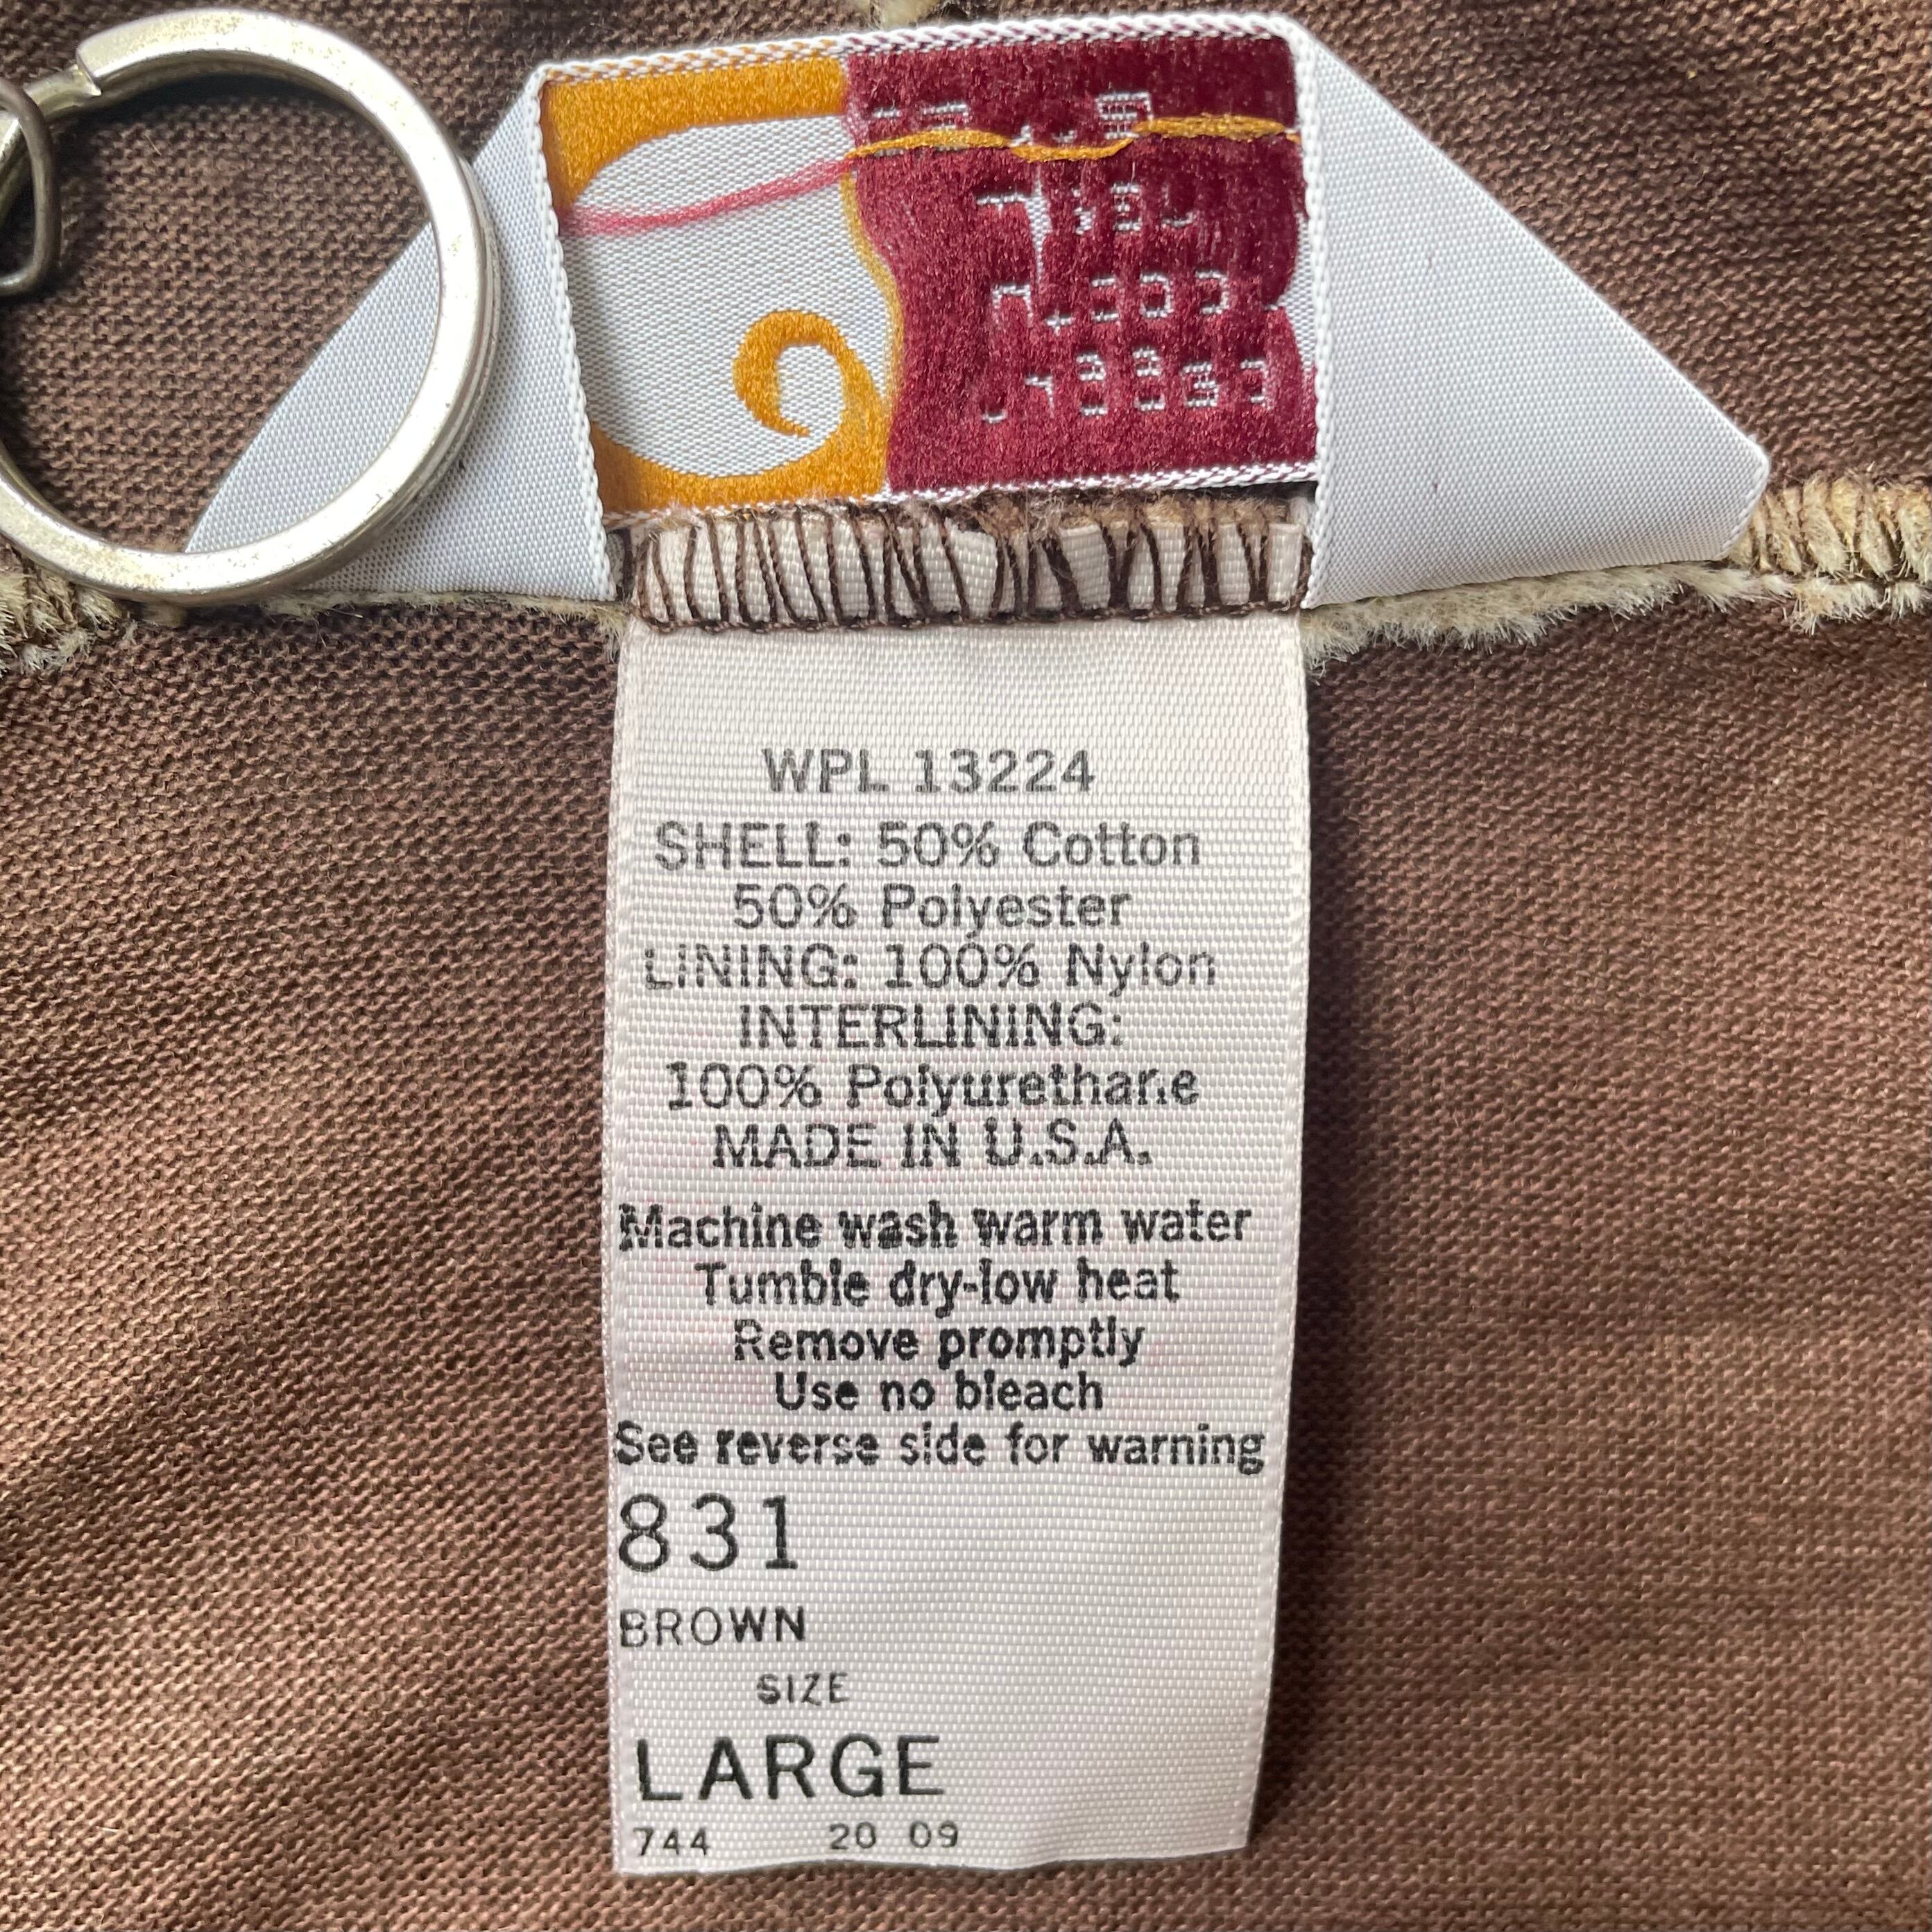 WPL 13224
SHELL: 50% Cotton
50% Polyester
LINING: 100% Nylon
INTERLINING:
100% Polyurethane
MADE IN U.S.A.
Machine wash warm water
Tumble dry-low heat
Remove promptly
Use no bleach
See reverse side for warning
831
BROWN
SIZE
LARGE
744 20 09